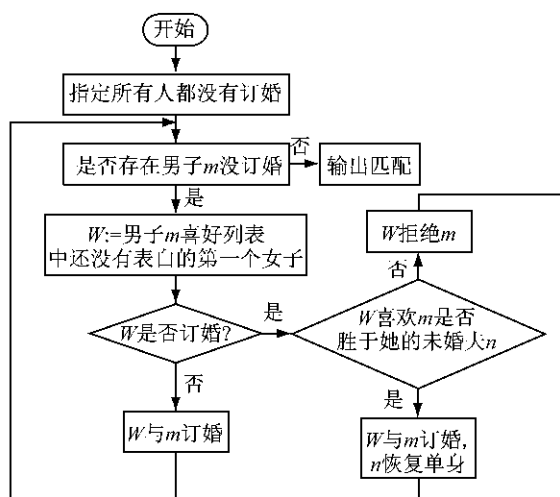 开始
指定所有人都没有订婚
是否存在男子m没订婚
否
输出匹配
是
W:=男子m喜好列表
中还没有表白的第一个女子
W拒绝m
否
W是否订婚?
是
W喜欢m是否
胜于她的未婚夫n
否
是
W与m订婚
W与m订婚,
n恢复单身